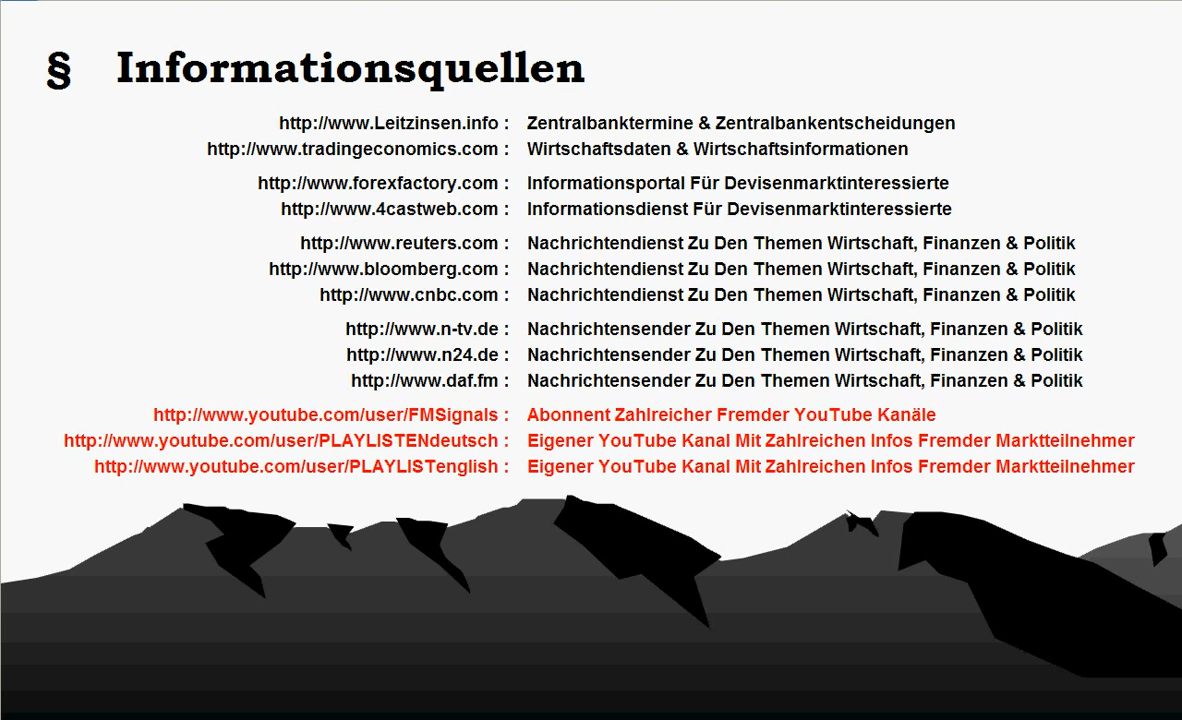 § Informationsquellen
http://www.Leitzinsen.info : Zentralbanktermine & Zentralbankentscheidungen
http://www.tradingeconomics.com : Wirtschaftsdaten & Wirtschaftsinformationen
http://www.forexfactory.com : Informationsportal Für Devisenmarktinteressierte
http://www.4castweb.com : Informationsdienst Für Devisenmarktinteressierte
http://www.reuters.com : Nachrichtendienst Zu Den Themen Wirtschaft, Finanzen & Politik
http://www.bloomberg.com : Nachrichtendienst Zu Den Themen Wirtschaft, Finanzen & Politik
http://www.cnbc.com : Nachrichtendienst Zu Den Themen Wirtschaft, Finanzen & Politik
http://www.n-tv.de : Nachrichtensender Zu Den Themen Wirtschaft, Finanzen & Politik
http://www.n24.de : Nachrichtensender Zu Den Themen Wirtschaft, Finanzen & Politik
http://www.daf.fm : Nachrichtensender Zu Den Themen Wirtschaft, Finanzen & Politik
http://www.youtube.com/user/FMSignals : Abonnent Zahlreicher Fremder YouTube Kanäle
http://www.youtube.com/user/PLAYLISTENdeutsch : Eigener YouTube Kanal Mit Zahlreichen Infos Fremder Marktteilnehmer
http://www.youtube.com/user/PLAYLISTenglish : Eigener YouTube Kanal Mit Zahlreichen Infos Fremder Marktteilnehmer